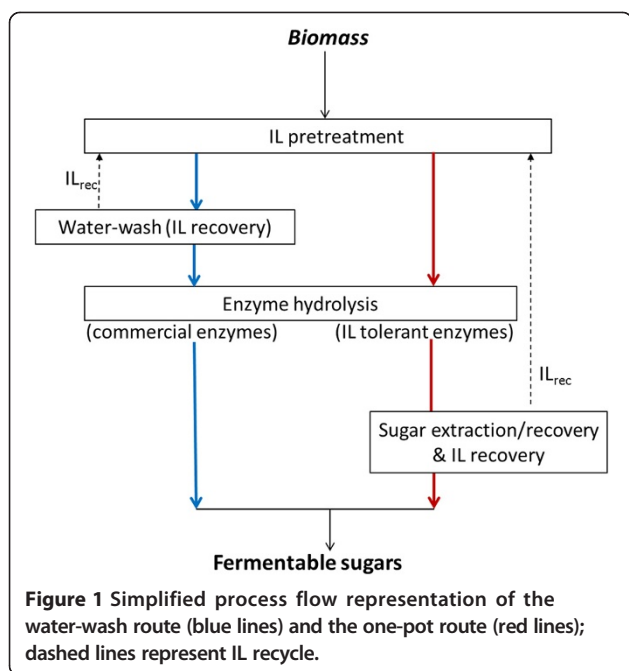 Biomass
IL pretreatment
ILrec
Water-wash (IL recovery)
Enzyme hydrolysis
(commercial enzymes) (IL tolerant enzymes)
ILrec
Sugar extraction/recovery
& IL recovery
Fermentable sugars
Figure 1 Simplified process flow representation of the
water-wash route (blue lines) and the one-pot route (red lines);
dashed lines represent IL recycle.